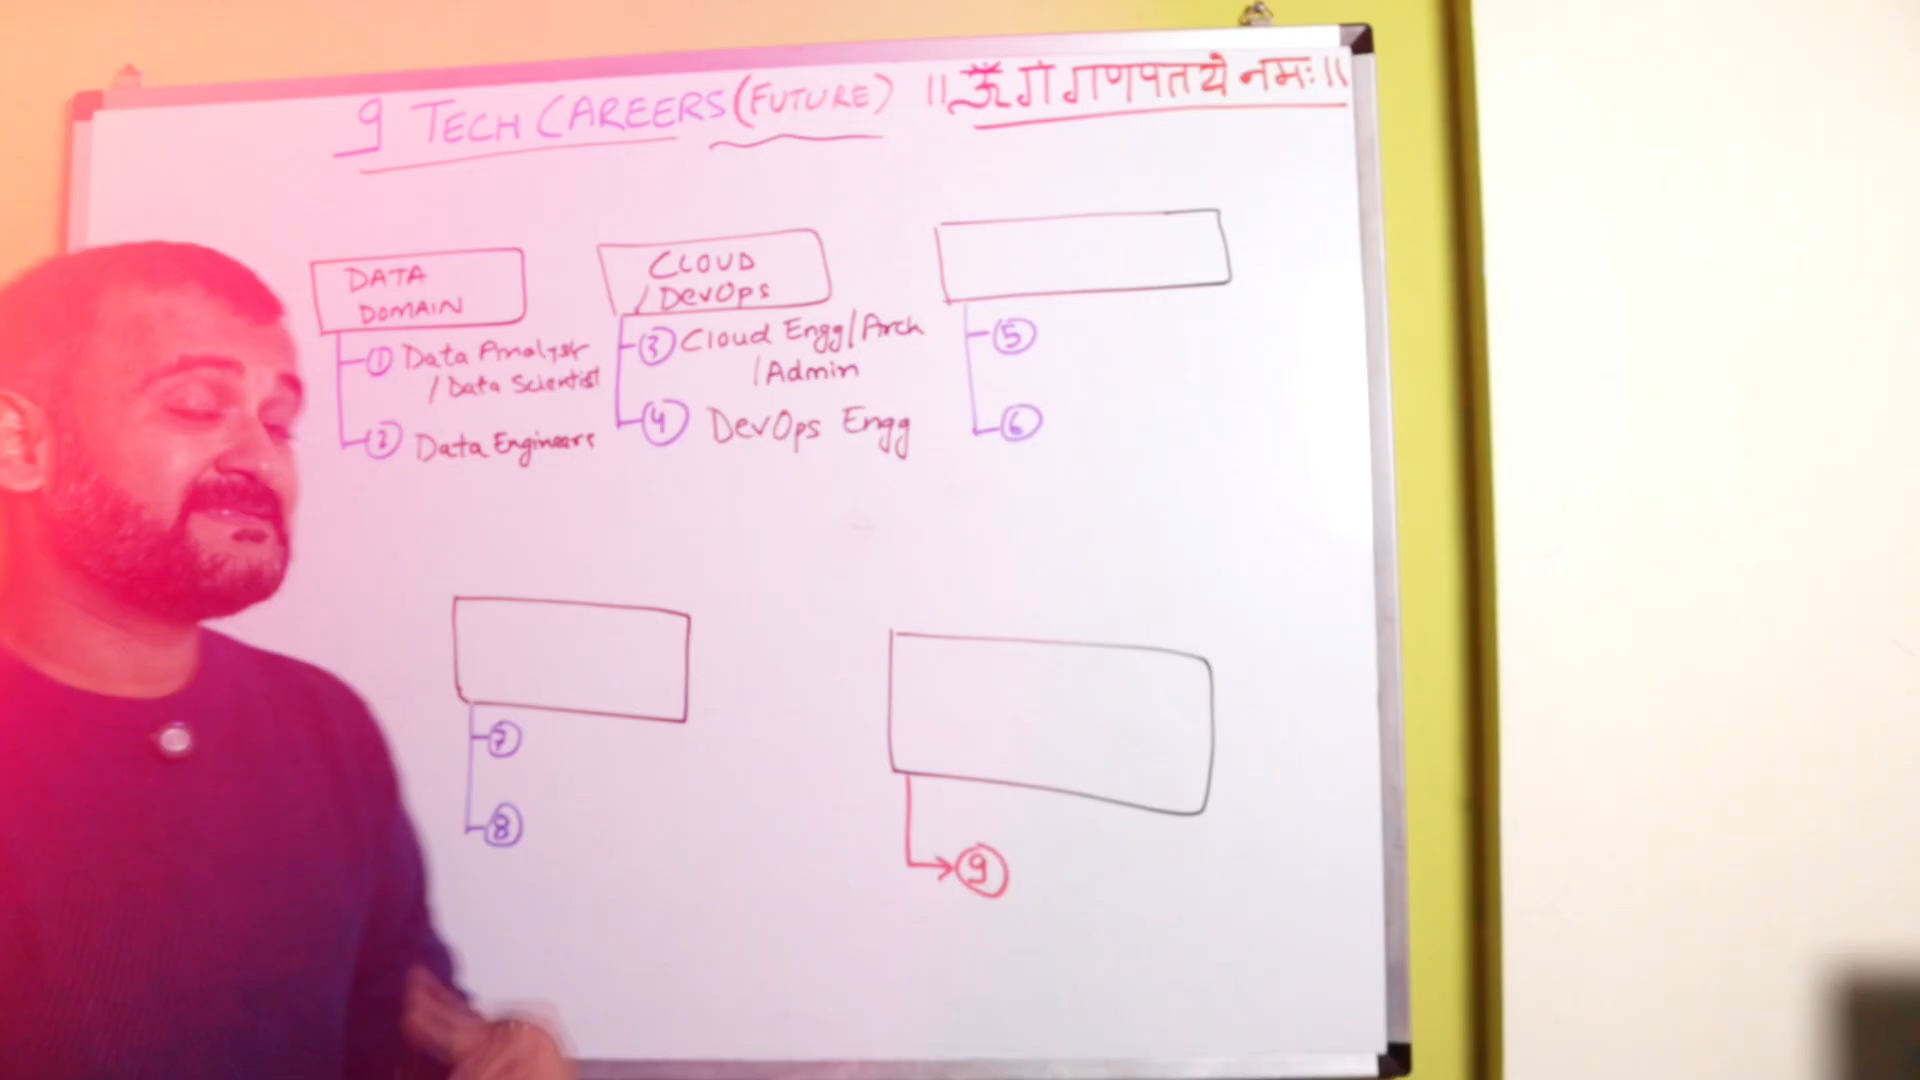 9 TECH CAREERS (FUTURE) ॥ ॐ गं गणपतये नमः॥
DATA
DOMAIN
① Data Analyst
/ Data Scientist
② Data Engineers
CLOUD
/DevOps
③ Cloud Engg/Arch
/Admin
④ DevOps Engg
⑤
⑥
⑦
⑧
⑨